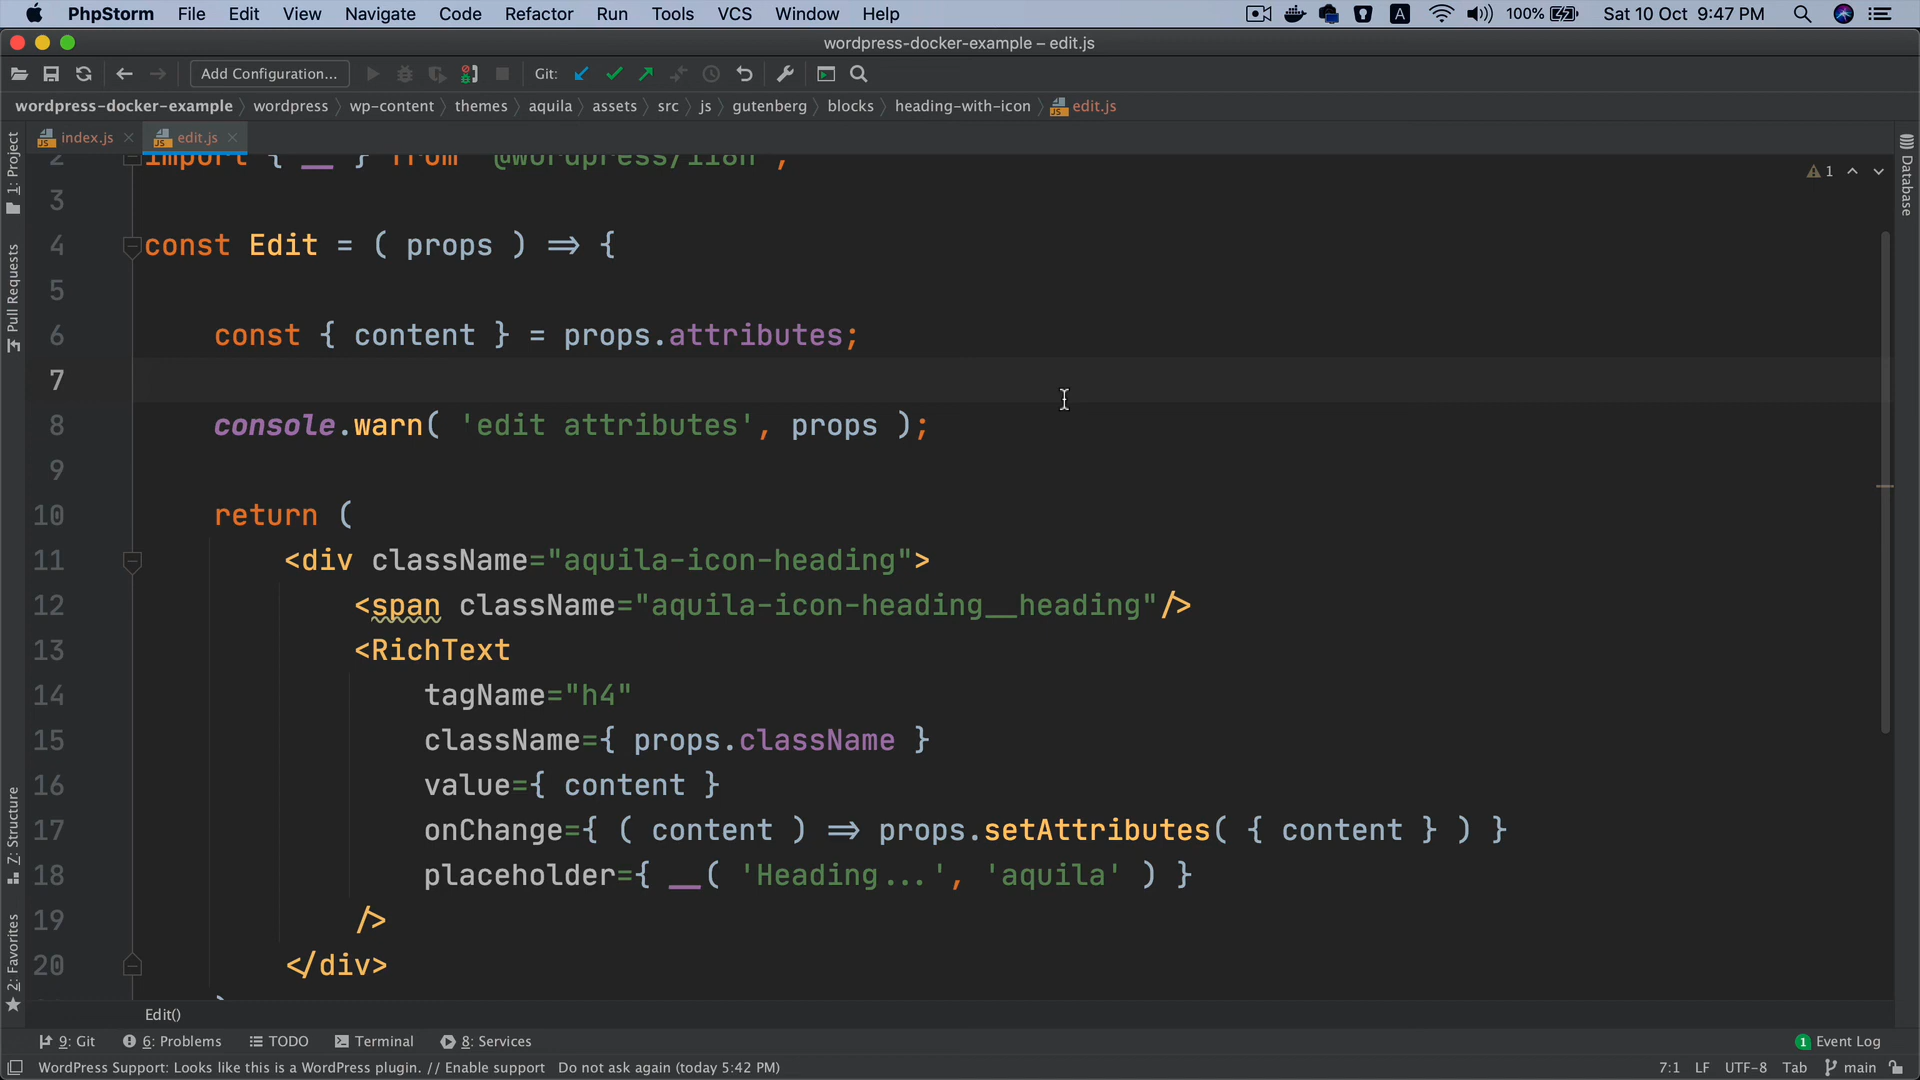 PhpStorm File Edit View Navigate Code Refactor Run Tools VCS Window Help A 100% Sat 10 Oct 9:47 PM
wordpress-docker-example – edit.js
Add Configuration... Git:
wordpress-docker-example wordpress wp-content themes aquila assets src js gutenberg blocks heading-with-icon edit.js
index.js edit.js
1: Project
Pull Requests
7: Structure
2: Favorites
Database
1
2 import { __ } from '@wordpress/i18n';
3
4 const Edit = ( props ) => {
5
6 const { content } = props.attributes;
7
8 console.warn( 'edit attributes', props );
9
10 return (
11 <div className="aquila-icon-heading">
12 <span className="aquila-icon-heading__heading"/>
13 <RichText
14 tagName="h4"
15 className={ props.className }
16 value={ content }
17 onChange={ ( content ) => props.setAttributes( { content } ) }
18 placeholder={ __( 'Heading...', 'aquila' ) }
19 />
20 </div>
Edit()
9: Git 6: Problems TODO Terminal 8: Services 1 Event Log
WordPress Support: Looks like this is a WordPress plugin. // Enable support Do not ask again (today 5:42 PM) 7:1 LF UTF-8 Tab main